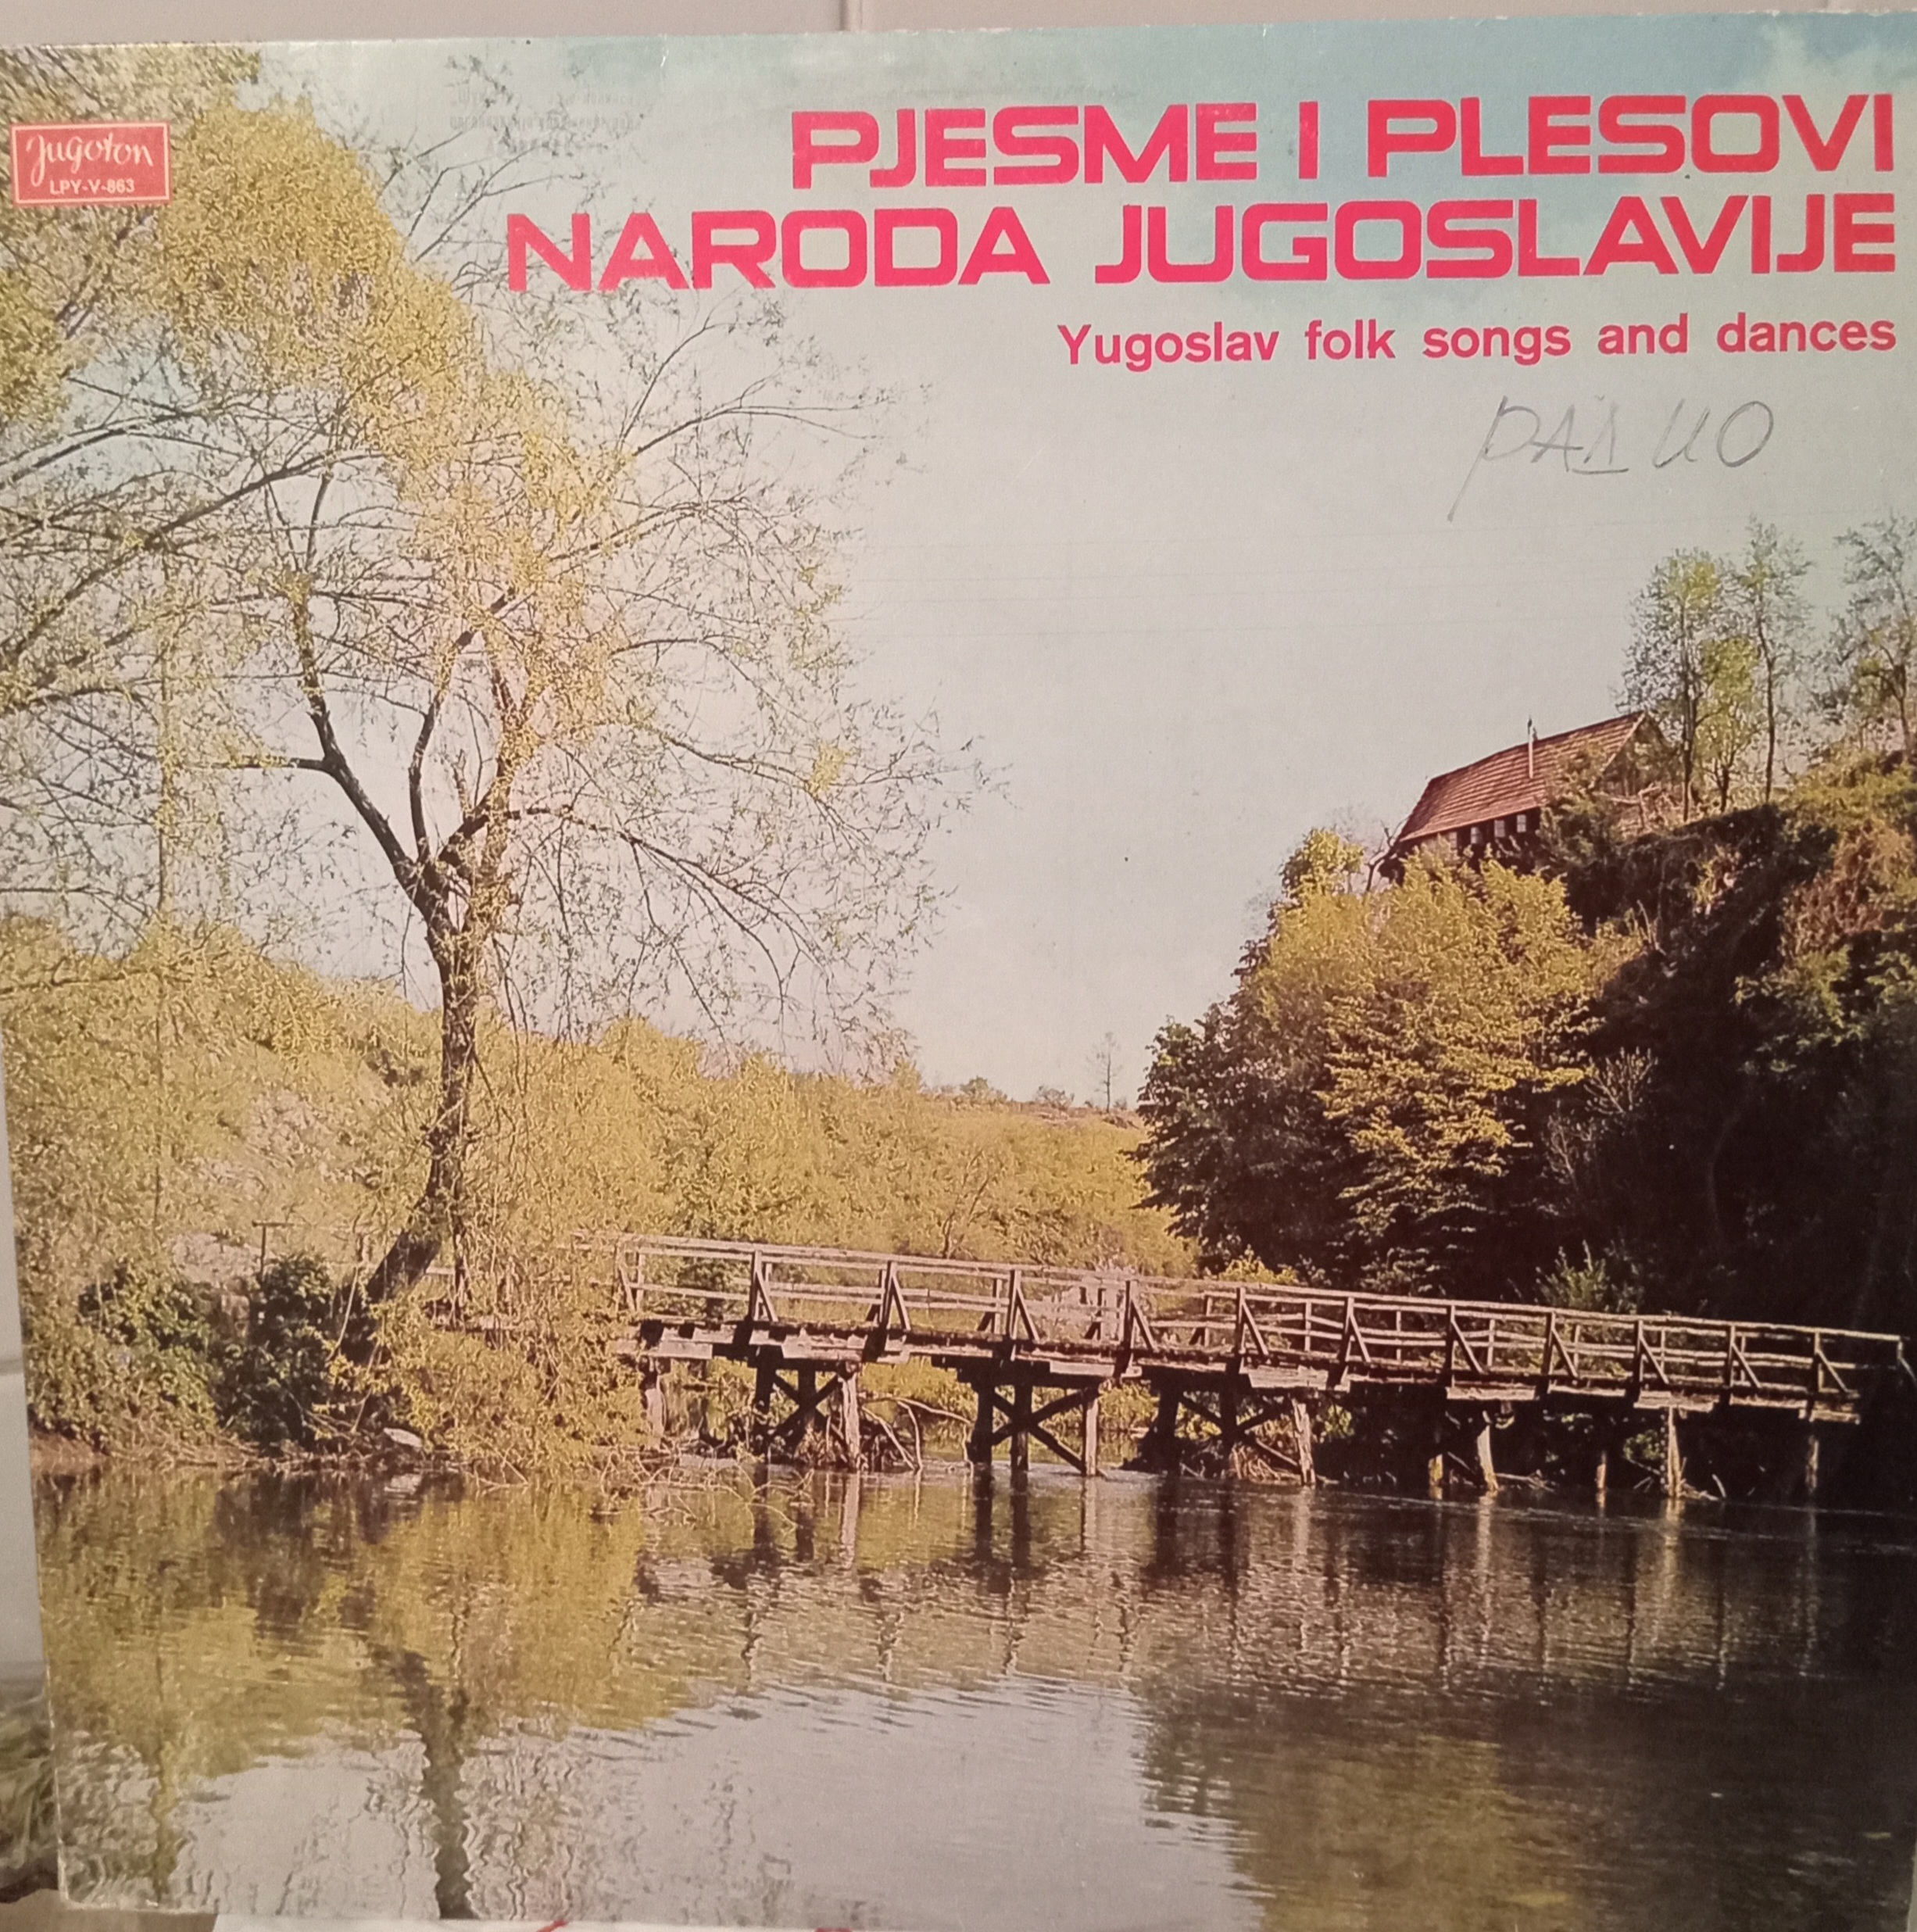 Jugoton
LPY-V-863
PJESME I PLESOVI
NARODA JUGOSLAVIJE
Yugoslav folk songs and dances
РАДИО